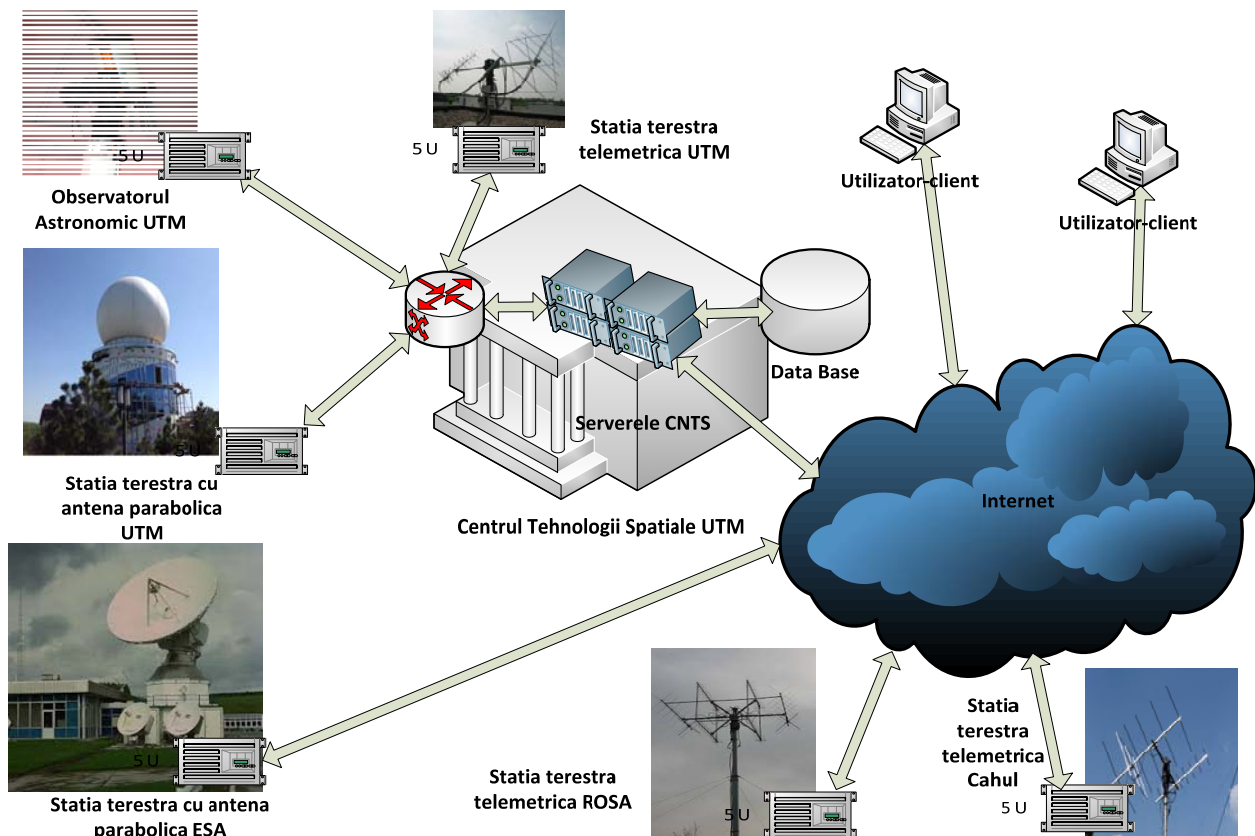 5 U
Observatorul
Astronomic UTM
5 U
Statia terestra
telemetrica UTM
Utilizator-client
Utilizator-client
Data Base
Serverele CNTS
5 U
Statia terestra cu
antena parabolica
UTM
Centrul Tehnologii Spatiale UTM
Internet
5 U
Statia terestra cu antena
parabolica ESA
Statia terestra
telemetrica ROSA
5 U
Statia
terestra
telemetrica
Cahul
5 U